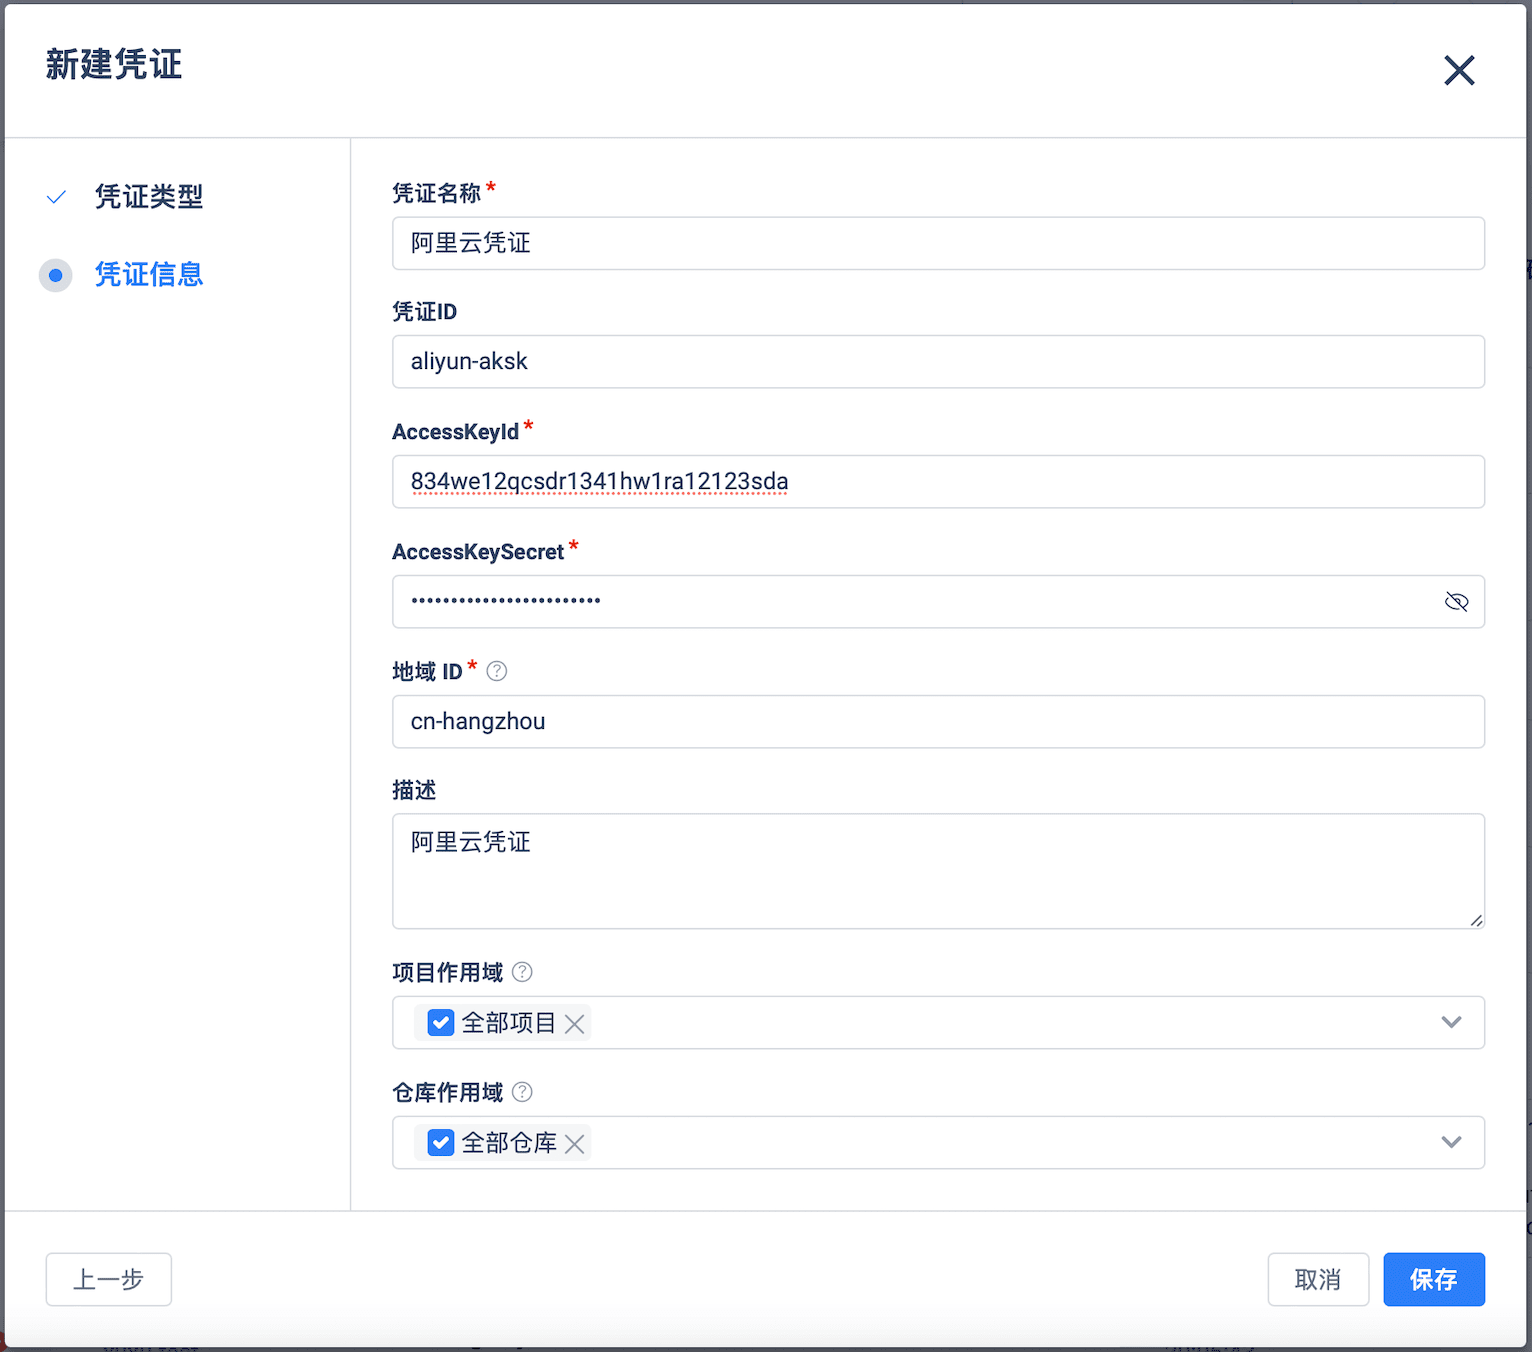 新建凭证
凭证类型
凭证信息
凭证名称*
阿里云凭证
凭证ID
aliyun-aksk
AccessKeyId*
834we12qcsdr1341hw1ra12123sda
AccessKeySecret*
••••••••••••••••••••••••
地域 ID*
cn-hangzhou
描述
阿里云凭证
项目作用域
全部项目
仓库作用域
全部仓库
上一步
取消
保存